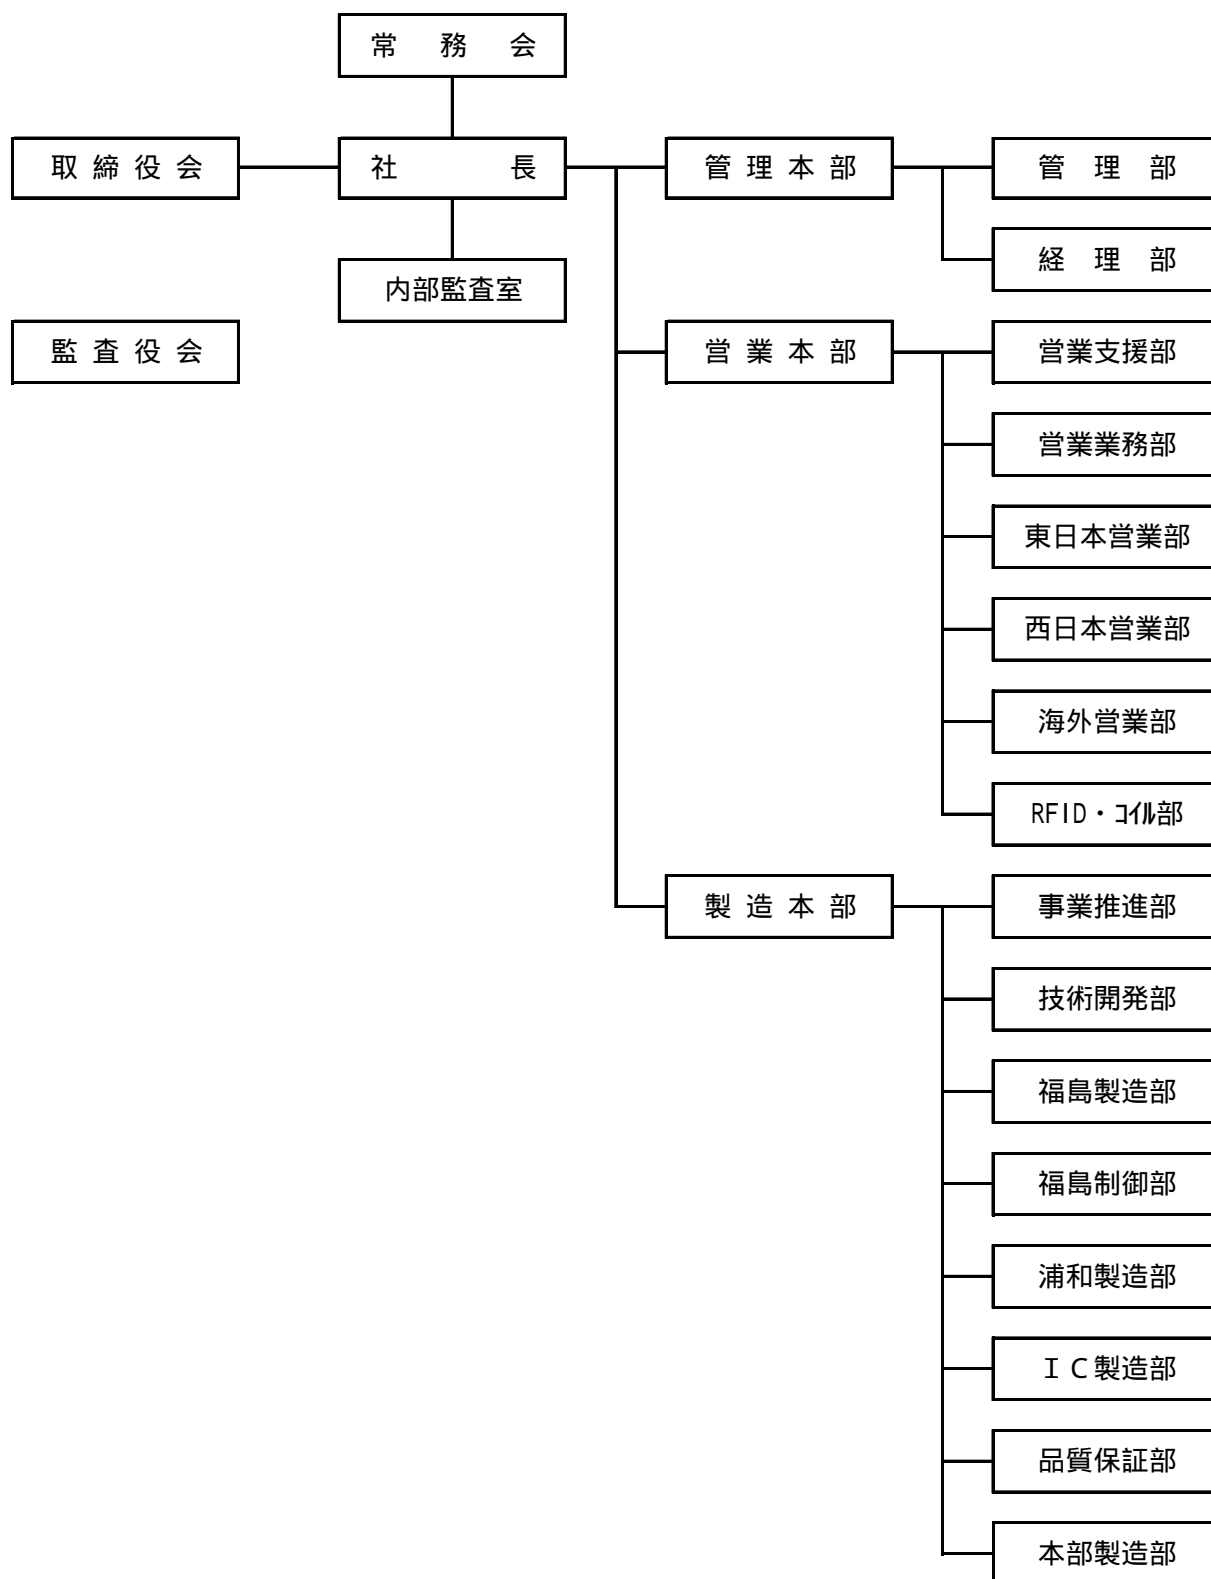 常務会
取締役会
社長
管理本部
管理部
経理部
内部監査室
監査役会
営業本部
営業支援部
営業業務部
東日本営業部
西日本営業部
海外営業部
RFID・ｺｲﾙ部
製造本部
事業推進部
技術開発部
福島製造部
福島制御部
浦和製造部
ＩＣ製造部
品質保証部
本部製造部